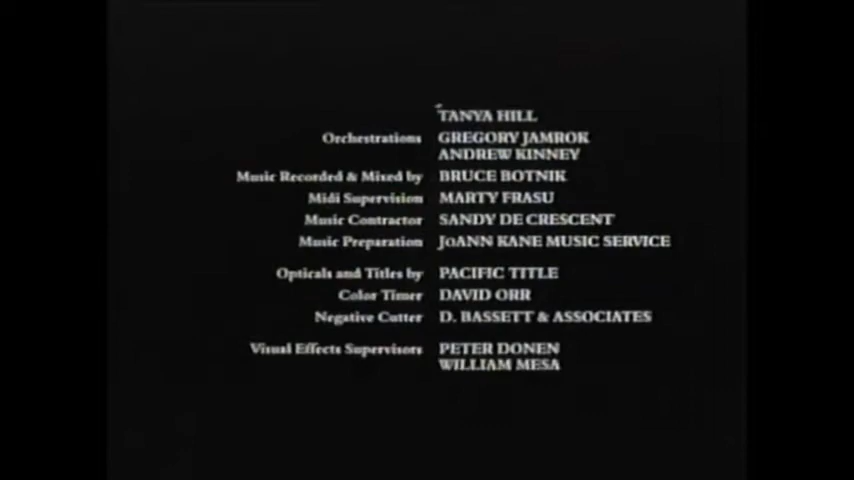 TANYA HILL
Orchestrations GREGORY JAMROK
ANDREW KINNEY
Music Recorded & Mixed by BRUCE BOTNIK
Midi Supervision MARTY FRASU
Music Contractor SANDY DE CRESCENT
Music Preparation JoANN KANE MUSIC SERVICE
Opticals and Titles by PACIFIC TITLE
Color Timer DAVID ORR
Negative Cutter D. BASSETT & ASSOCIATES
Visual Effects Supervisors PETER DONEN
WILLIAM MESA